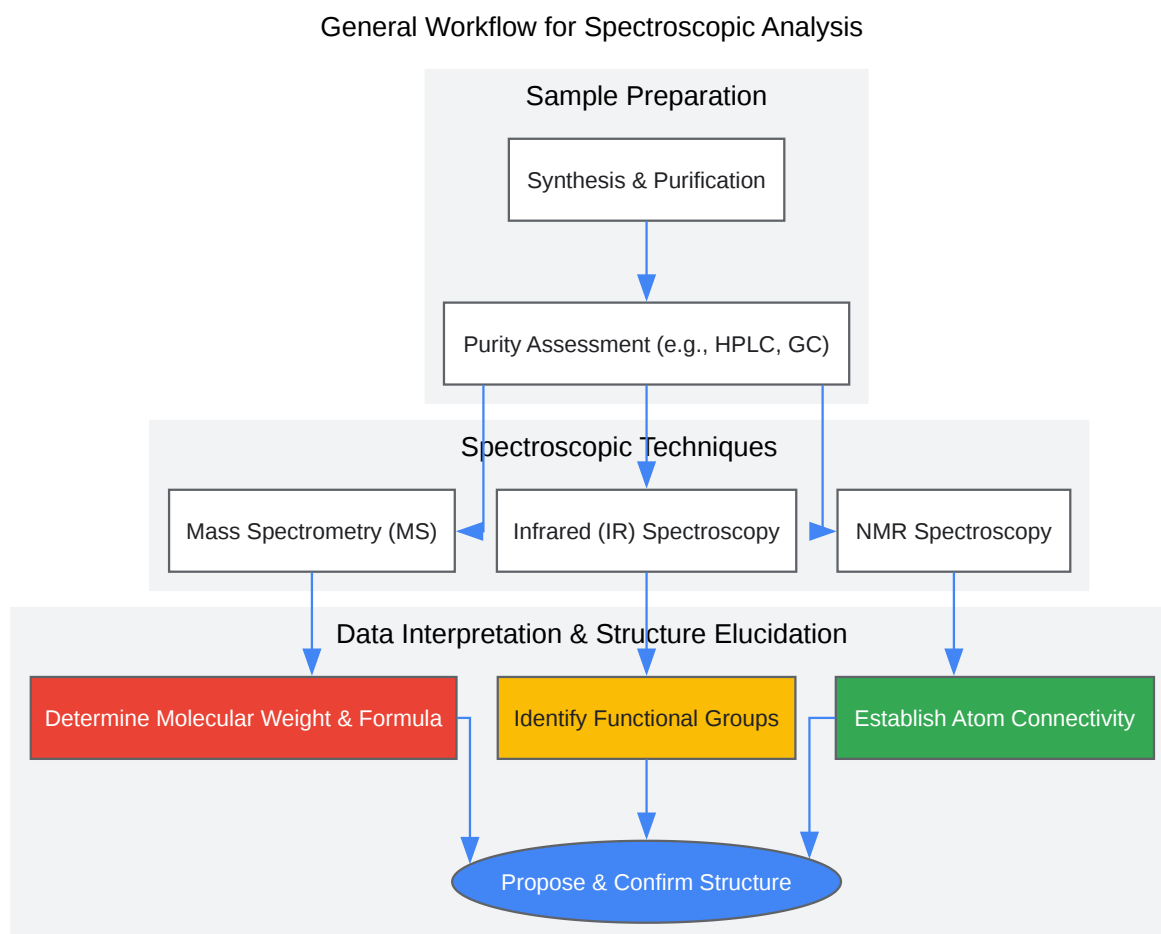 General Workflow for Spectroscopic Analysis
Sample Preparation
Synthesis & Purification
Purity Assessment (e.g., HPLC, GC)
Spectroscopic Techniques
Mass Spectrometry (MS)
Infrared (IR) Spectroscopy
NMR Spectroscopy
Data Interpretation & Structure Elucidation
Determine Molecular Weight & Formula
Identify Functional Groups
Establish Atom Connectivity
Propose & Confirm Structure